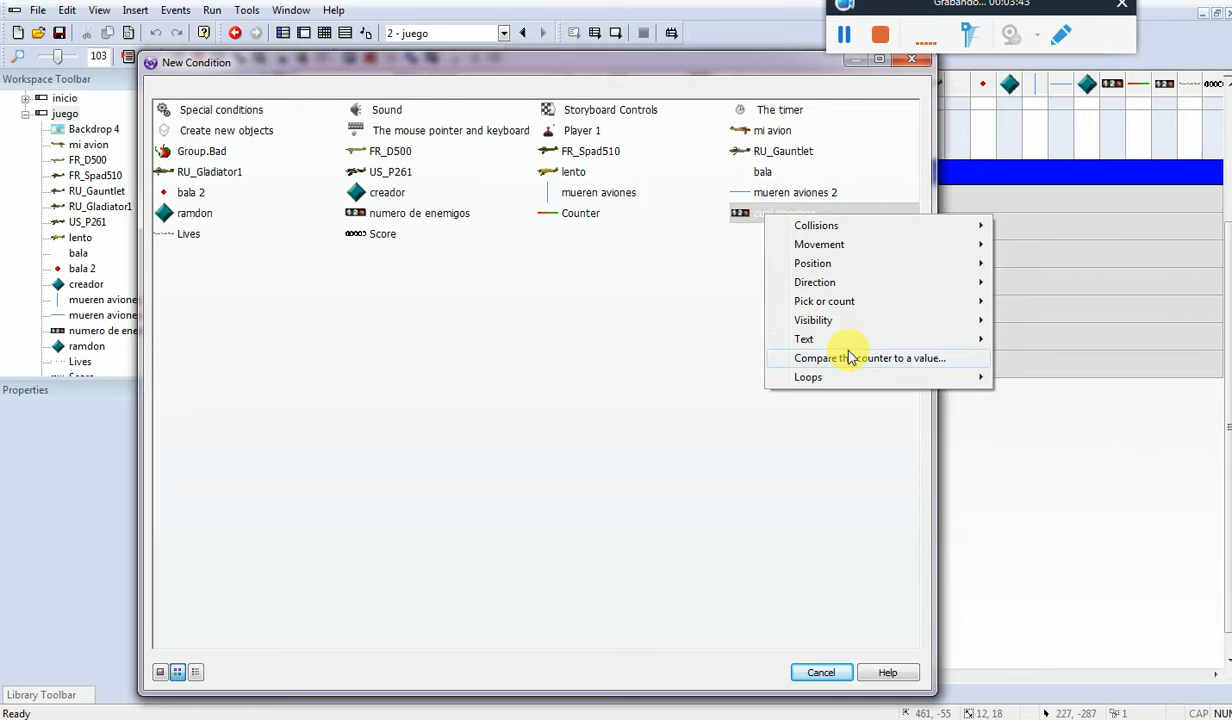 Grabando... 00:03:43
File Edit View Insert Events Run Tools Window Help
2 - juego
103
Workspace Toolbar
inicio
juego
Backdrop 4
mi avion
FR_D500
FR_Spad510
RU_Gauntlet
RU_Gladiator1
US_P261
lento
bala
bala 2
creador
mueren avione
mueren avione
numero de ene
ramdon
Lives
Properties
Library Toolbar
Ready
New Condition
Special conditions Sound Storyboard Controls The timer
Create new objects The mouse pointer and keyboard Player 1 mi avion
Group.Bad FR_D500 FR_Spad510 RU_Gauntlet
RU_Gladiator1 US_P261 lento bala
bala 2 creador mueren aviones mueren aviones 2
ramdon numero de enemigos Counter
Lives Score
Collisions
Movement
Position
Direction
Pick or count
Visibility
Text
Compare the counter to a value...
Loops
Cancel Help
461, -55 12, 18 227, -287 1 CAP NUM